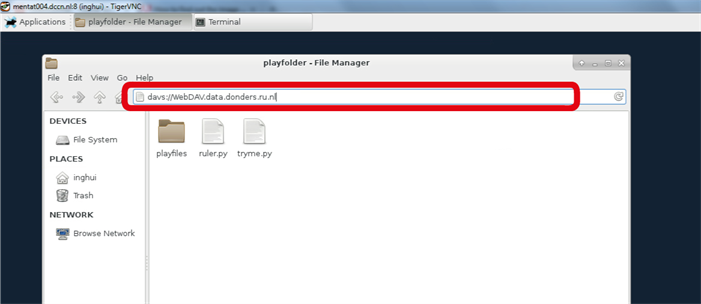 mentat004.dccn.nl:8 (inghui) - TigerVNC
Applications playfolder - File Manager Terminal
playfolder - File Manager
File Edit View Go Help
davs://WebDAV.data.donders.ru.nl
DEVICES
File System
PLACES
inghui
Trash
NETWORK
Browse Network
playfiles ruler.py tryme.py